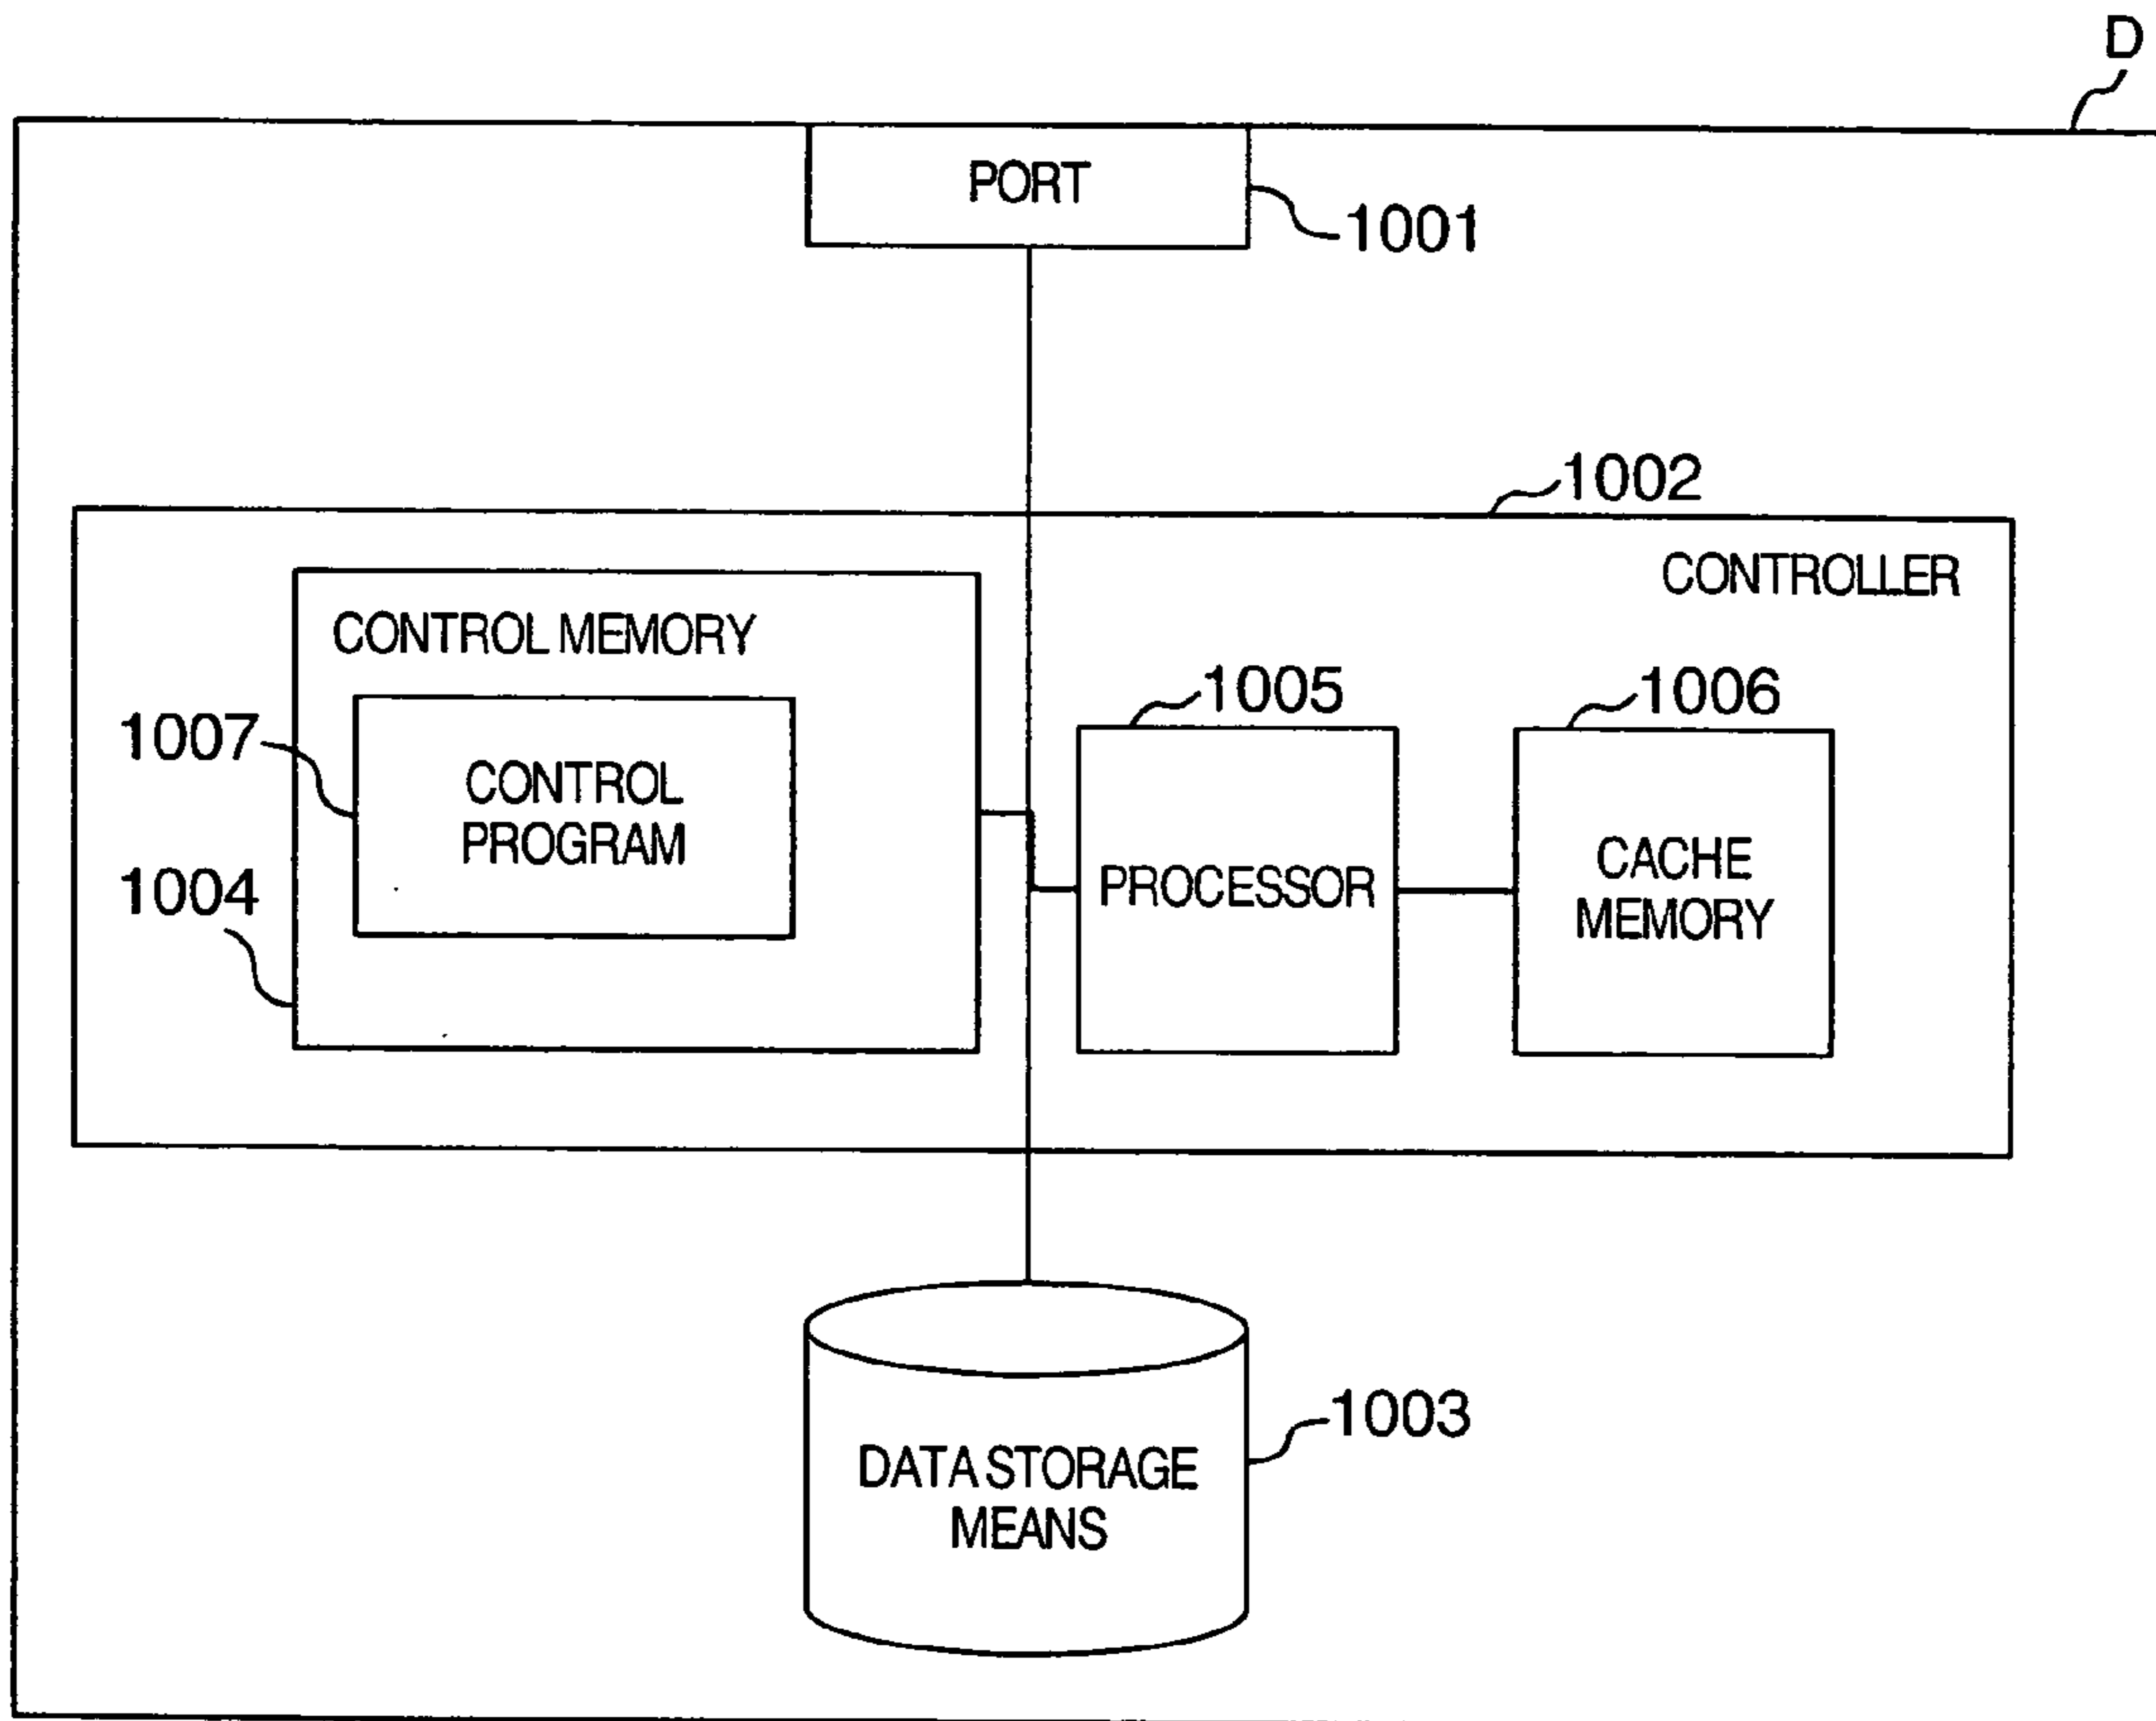 D
PORT
1001
1002
CONTROLLER
CONTROL MEMORY
1005
1006
1007
CONTROL
PROGRAM
1004
PROCESSOR
CACHE
MEMORY
1003
DATA STORAGE
MEANS